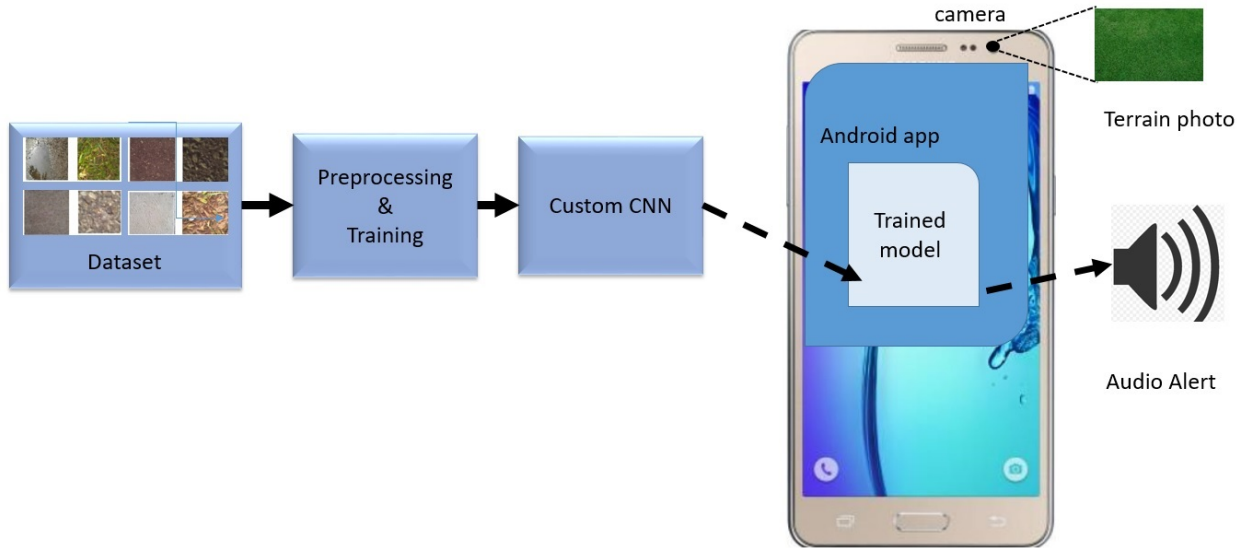 camera
Terrain photo
Android app
Preprocessing
&
Training
Custom CNN
Trained
model
Dataset
Audio Alert